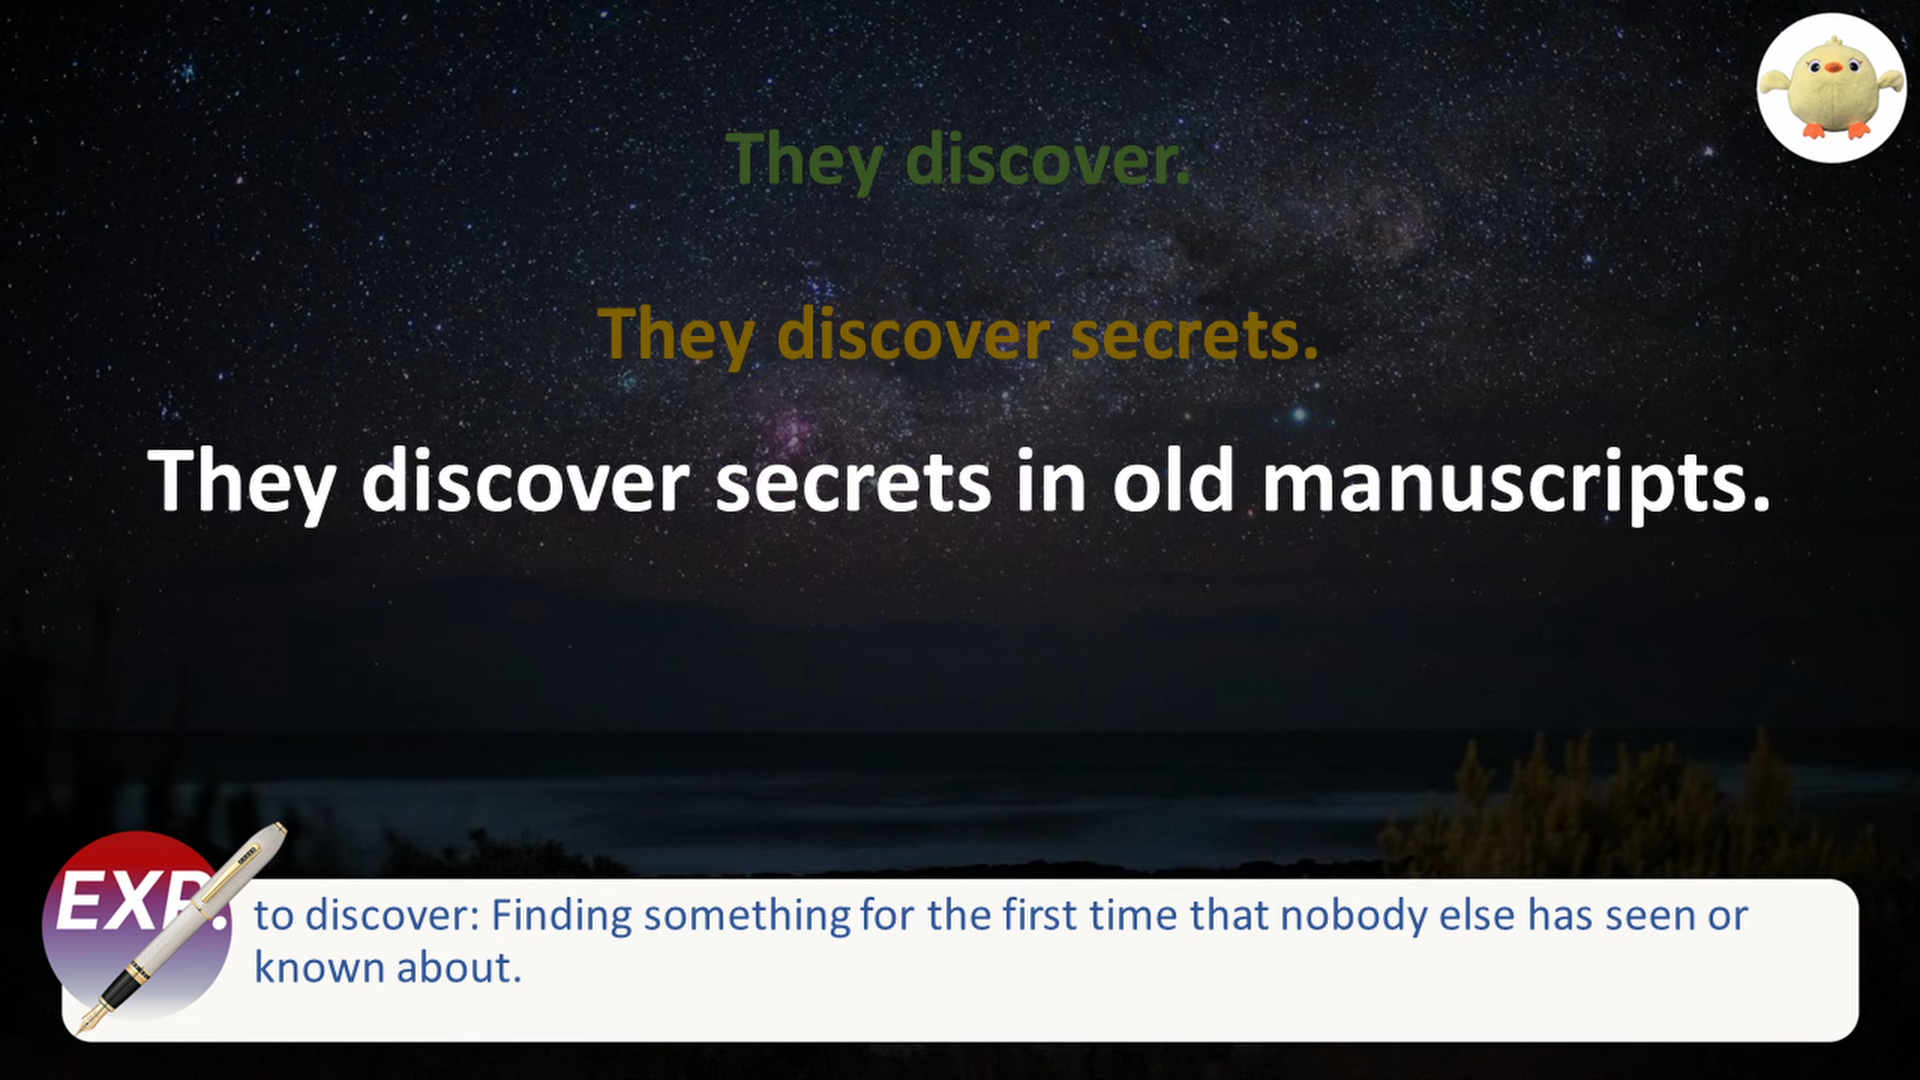 They discover.
They discover secrets.
They discover secrets in old manuscripts.
EXP.
to discover: Finding something for the first time that nobody else has seen or
known about.